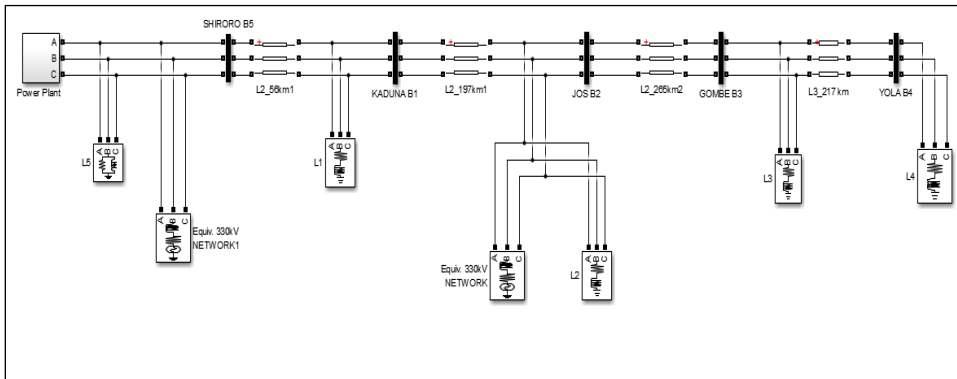 SHIRORO B5
A
B
C
Power Plant
L2_56km1
KADUNA B1
L2_197km1
JOS B2
L2_265km2
GOMBE B3
L3_217 km
YOLA B4
L5
A B C
L1
A B C
L3
A B C
L4
A B C
A B C
Equiv. 330kV
NETWORK1
A B C
Equiv. 330kV
NETWORK
A B C
L2